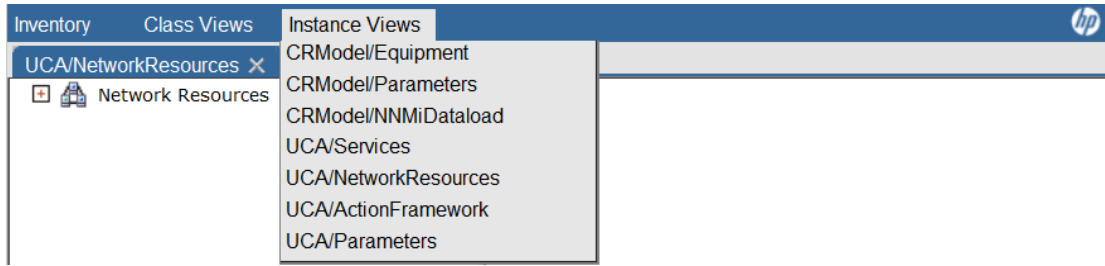 Inventory Class Views Instance Views hp
UCA/NetworkResources ×
Network Resources
CRModel/Equipment
CRModel/Parameters
CRModel/NNMiDataload
UCA/Services
UCA/NetworkResources
UCA/ActionFramework
UCA/Parameters